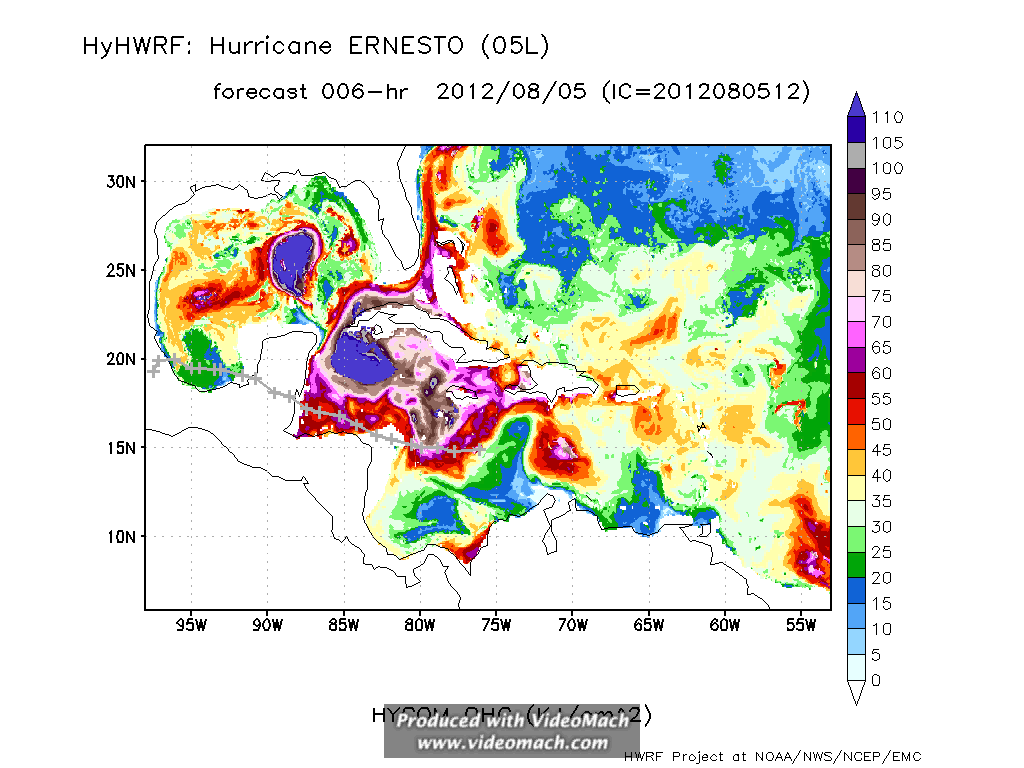 HyHWRF: Hurricane ERNESTO (05L)
forecast 006-hr 2012/08/05 (IC=2012080512)
110
105
100
95
90
85
80
75
70
65
60
55
50
45
40
35
30
25
20
15
10
5
0
30N
25N
20N
15N
10N
95W 90W 85W 80W 75W 70W 65W 60W 55W
Produced with VideoMach
www.videomach.com
HWRF Project at NOAA/NWS/NCEP/EMC